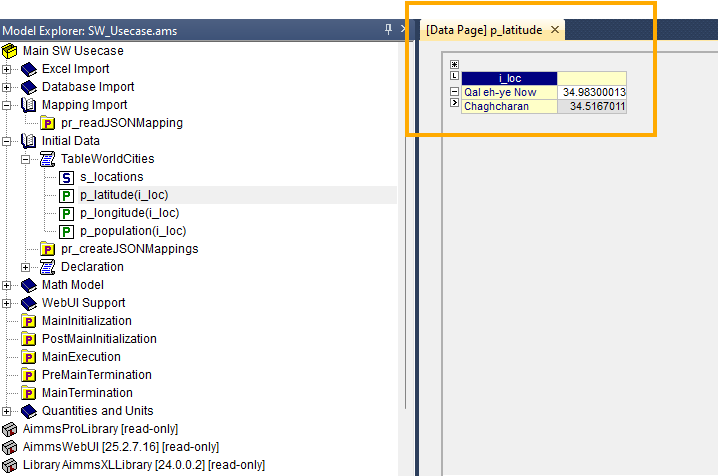 Model Explorer: SW_Usecase.ams
Main SW Usecase
Excel Import
Database Import
Mapping Import
P pr_readJSONMapping
Initial Data
TableWorldCities
S s_locations
P p_latitude(i_loc)
P p_longitude(i_loc)
P p_population(i_loc)
P pr_createJSONMappings
Declaration
Math Model
WebUI Support
P MainInitialization
P PostMainInitialization
P MainExecution
P PreMainTermination
P MainTermination
Quantities and Units
AimmsProLibrary [read-only]
AimmsWebUI [25.2.7.16] [read-only]
Library AimmsXLLibrary [24.0.0.2] [read-only]
[Data Page] p_latitude
i_loc
Qal eh-ye Now 34.98300013
Chaghcharan 34.5167011